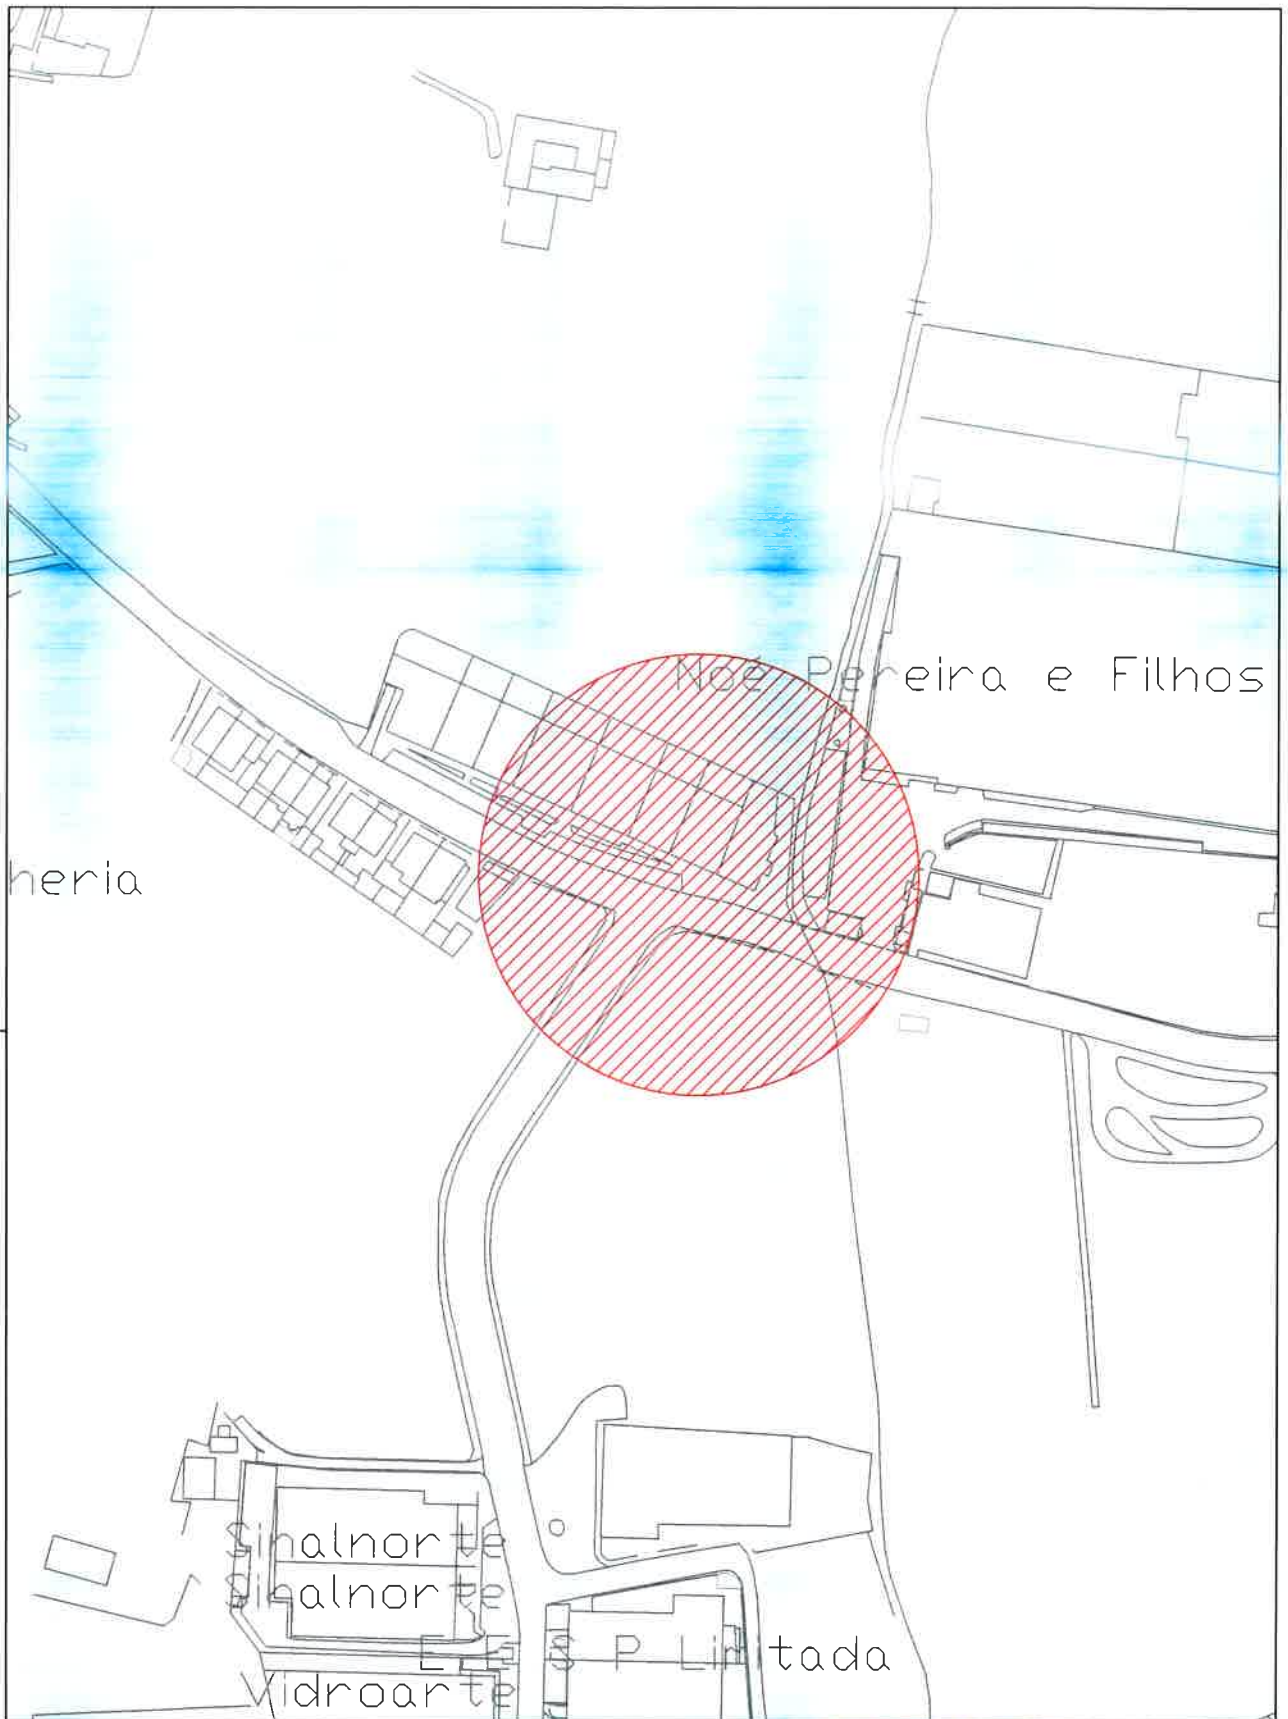 Noé Pereira e Filhos
heria
Sinalnorte
Sinalnorte
E F S P Limitada
Vidroarte